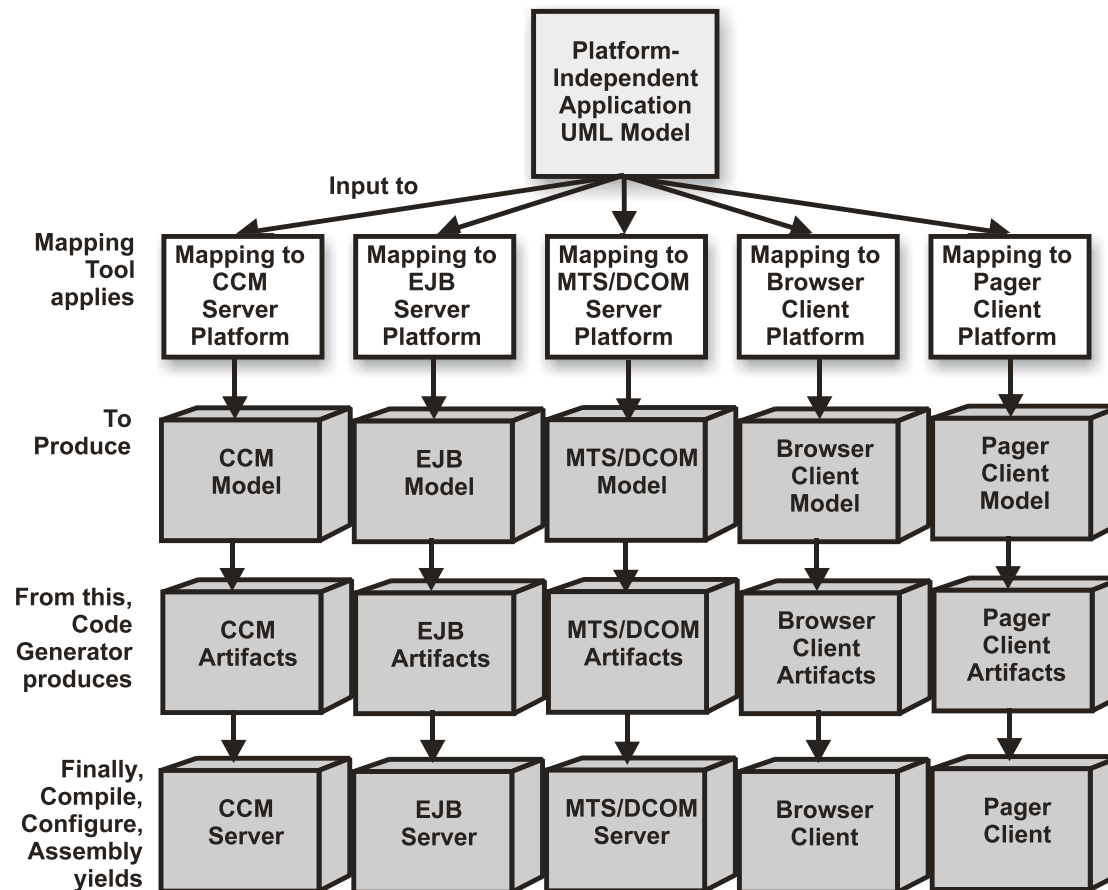 Platform-
Independent
Application
UML Model
Input to
Mapping
Tool
applies
Mapping to
CCM
Server
Platform
Mapping to
EJB
Server
Platform
Mapping to
MTS/DCOM
Server
Platform
Mapping to
Browser
Client
Platform
Mapping to
Pager
Client
Platform
To
Produce
CCM
Model
EJB
Model
MTS/DCOM
Model
Browser
Client
Model
Pager
Client
Model
From this,
Code
Generator
produces
CCM
Artifacts
EJB
Artifacts
MTS/DCOM
Artifacts
Browser
Client
Artifacts
Pager
Client
Artifacts
Finally,
Compile,
Configure,
Assembly
yields
CCM
Server
EJB
Server
MTS/DCOM
Server
Browser
Client
Pager
Client